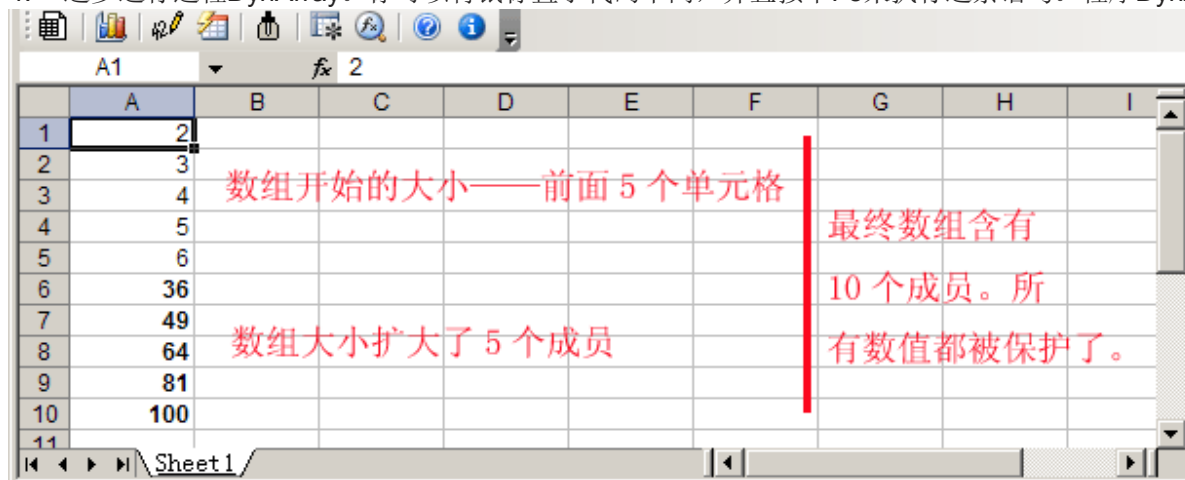 A1 fx 2
A B C D E F G H I
1 2
2 3
3 4
4 5
5 6
6 36
7 49
8 64
9 81
10 100
11
数组开始的大小——前面 5 个单元格
数组大小扩大了 5 个成员
最终数组含有
10 个成员。所
有数值都被保护了。
Sheet1